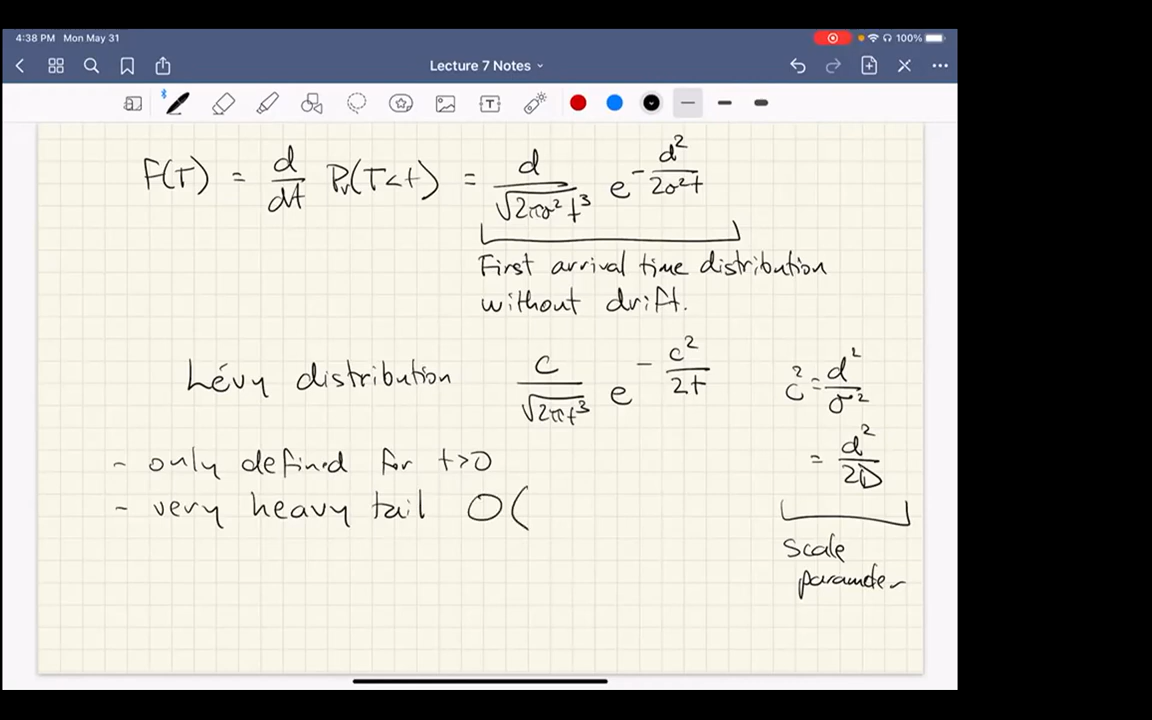 4:38 PM Mon May 31 100%
Lecture 7 Notes
F(T) = d/dt Pr(T<t) = d/√(2πσ²t³) e^(-d²/(2σ²t))
First arrival time distribution
without drift.
Lévy distribution c/√(2πt³) e^(-c²/(2t)) c² = d²/σ²
= d²/2D
- only defined for t>0
- very heavy tail O(
scale
parameter